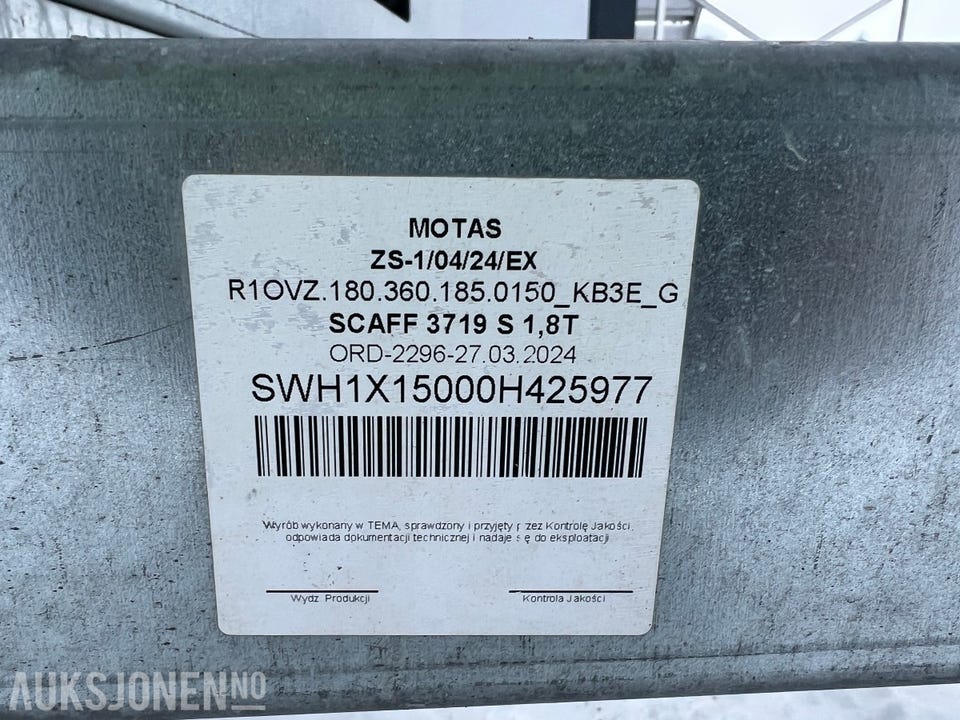 MOTAS
ZS-1/04/24/EX
R1OVZ.180.360.185.0150_KB3E_G
SCAFF 3719 S 1,8T
ORD-2296-27.03.2024
SWH1X15000H425977
Wyrób wykonany w TEMA, sprawdzony i przyjęty przez Kontrolę Jakości,
odpowiada dokumentacji technicznej i nadaje się do eksploatacji
Wydz. Produkcji
Kontrola Jakości
AUKSJONEN.NO